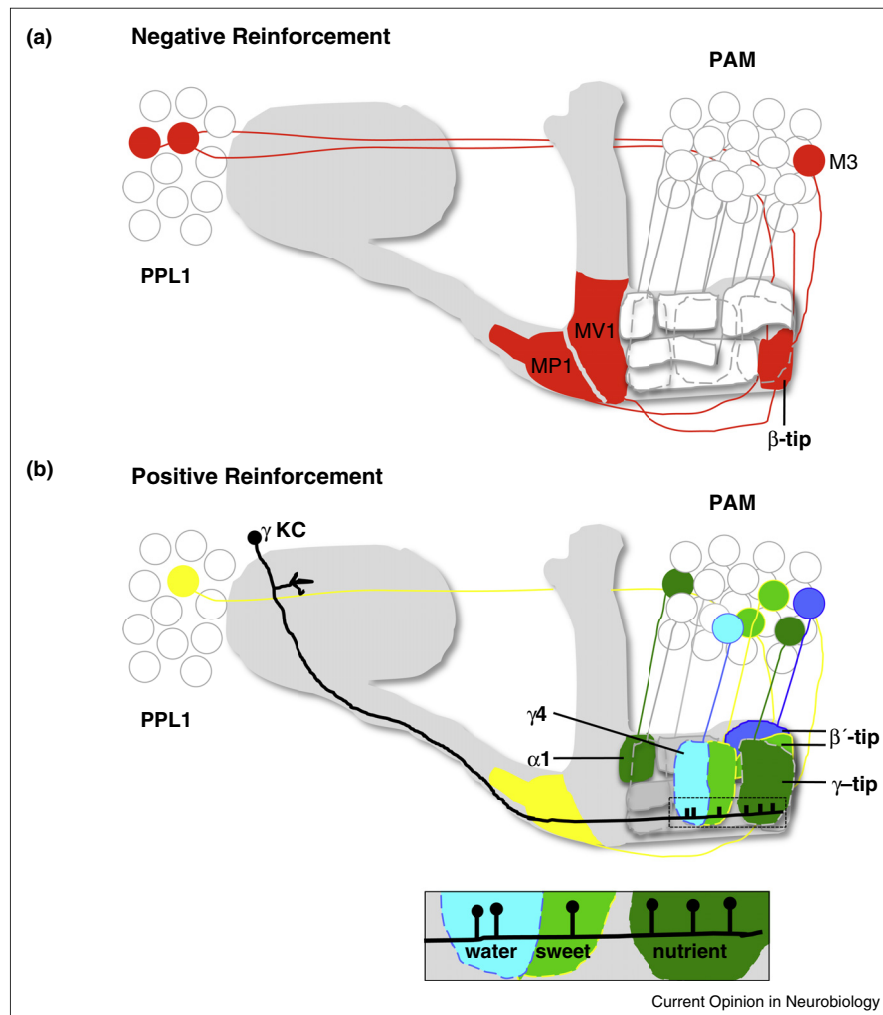 (a) Negative Reinforcement
PAM
M3
PPL1
MV1
MP1
β-tip
(b) Positive Reinforcement
PAM
γ KC
PPL1
γ4
β´-tip
α1
γ–tip
water sweet nutrient
Current Opinion in Neurobiology